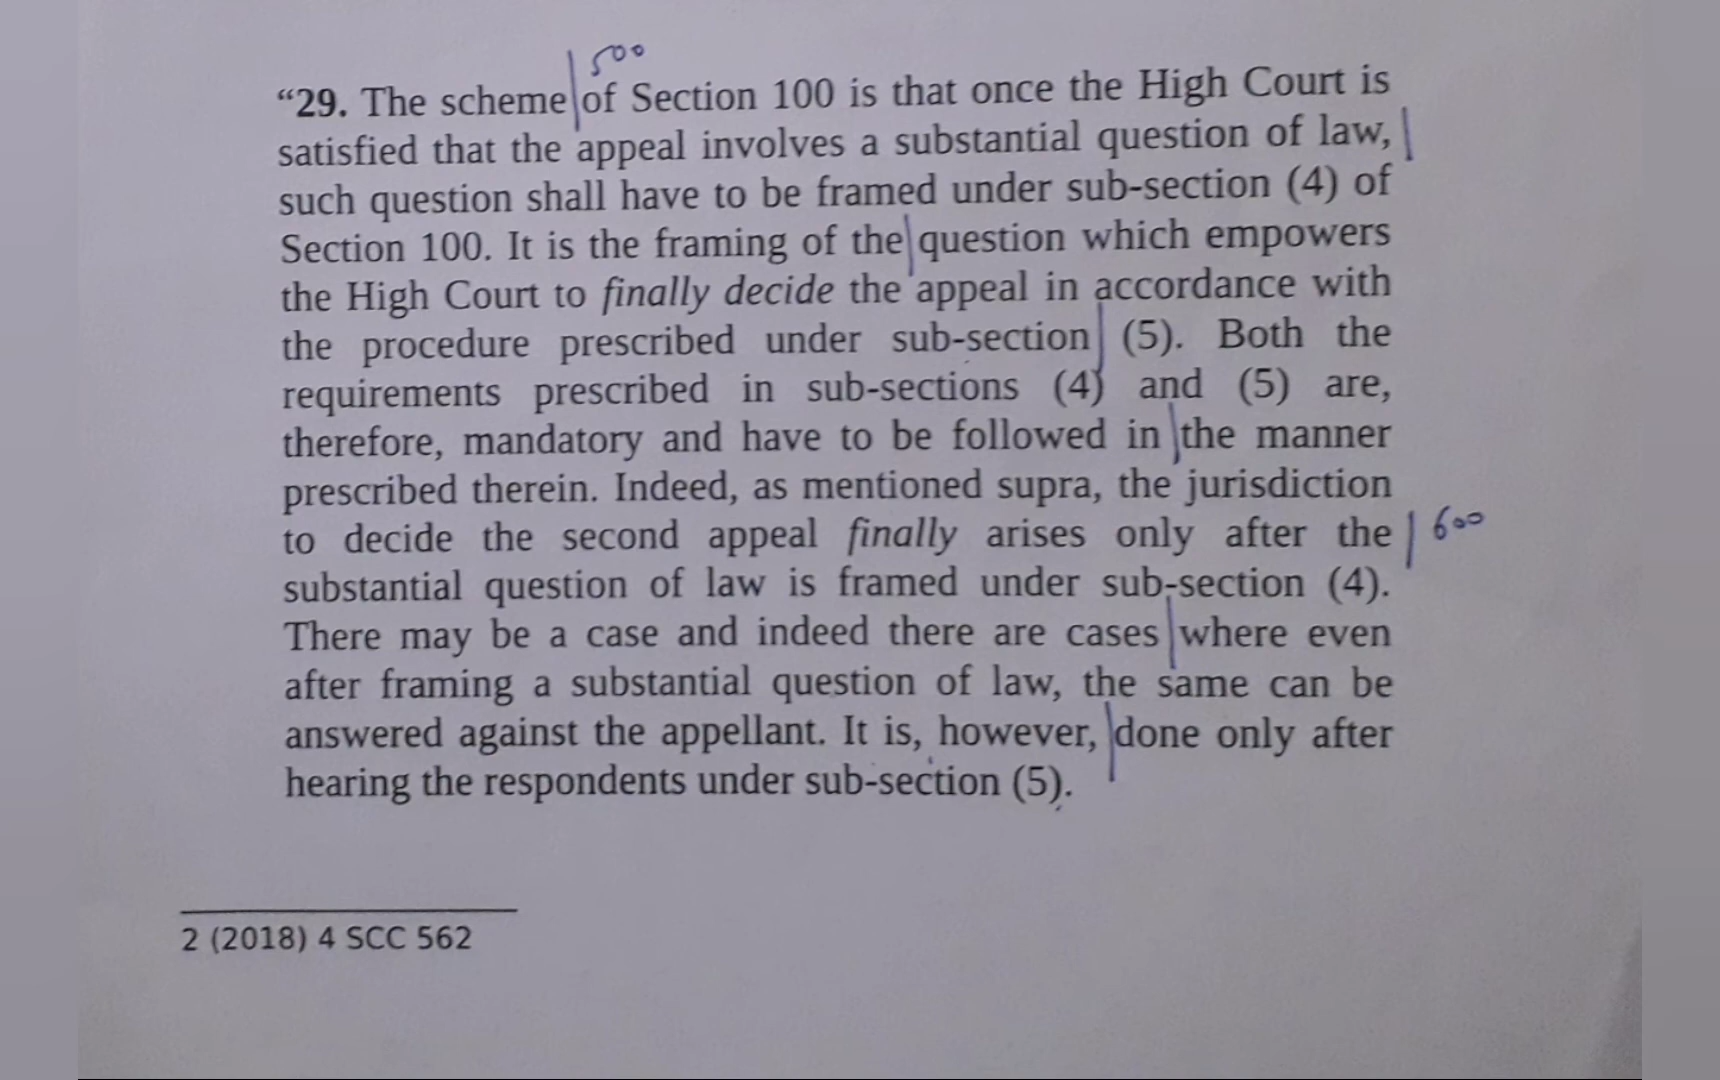 500
“29. The scheme of Section 100 is that once the High Court is
satisfied that the appeal involves a substantial question of law,
such question shall have to be framed under sub-section (4) of
Section 100. It is the framing of the question which empowers
the High Court to finally decide the appeal in accordance with
the procedure prescribed under sub-section (5). Both the
requirements prescribed in sub-sections (4) and (5) are,
therefore, mandatory and have to be followed in the manner
prescribed therein. Indeed, as mentioned supra, the jurisdiction
to decide the second appeal finally arises only after the 600
substantial question of law is framed under sub-section (4).
There may be a case and indeed there are cases where even
after framing a substantial question of law, the same can be
answered against the appellant. It is, however, done only after
hearing the respondents under sub-section (5).
2 (2018) 4 SCC 562